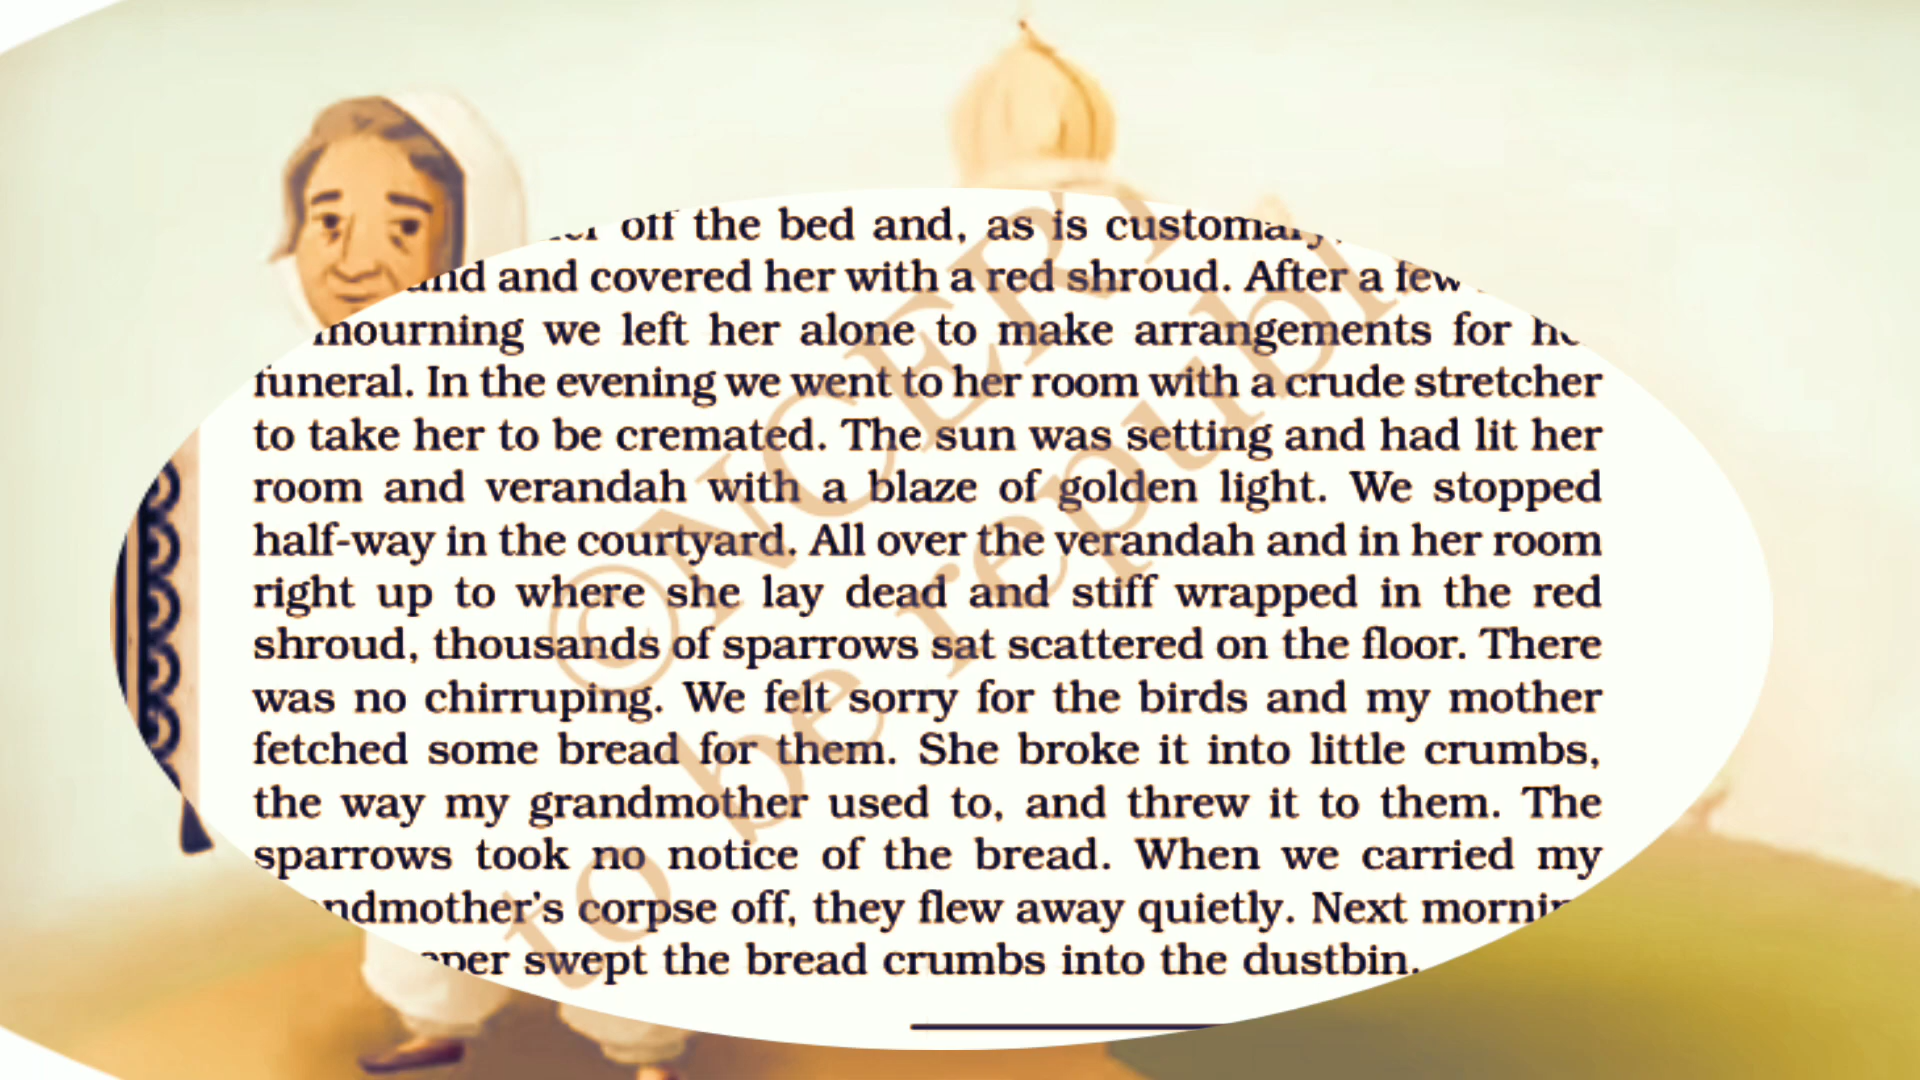 off the bed and, as is customary,
and covered her with a red shroud. After a few
mourning we left her alone to make arrangements for
funeral. In the evening we went to her room with a crude stretcher
to take her to be cremated. The sun was setting and had lit her
room and verandah with a blaze of golden light. We stopped
half-way in the courtyard. All over the verandah and in her room
right up to where she lay dead and stiff wrapped in the red
shroud, thousands of sparrows sat scattered on the floor. There
was no chirruping. We felt sorry for the birds and my mother
fetched some bread for them. She broke it into little crumbs,
the way my grandmother used to, and threw it to them. The
sparrows took no notice of the bread. When we carried my
corpse off, they flew away quietly. Next
swept the bread crumbs into the dustbin.
©NCERT
to be republ